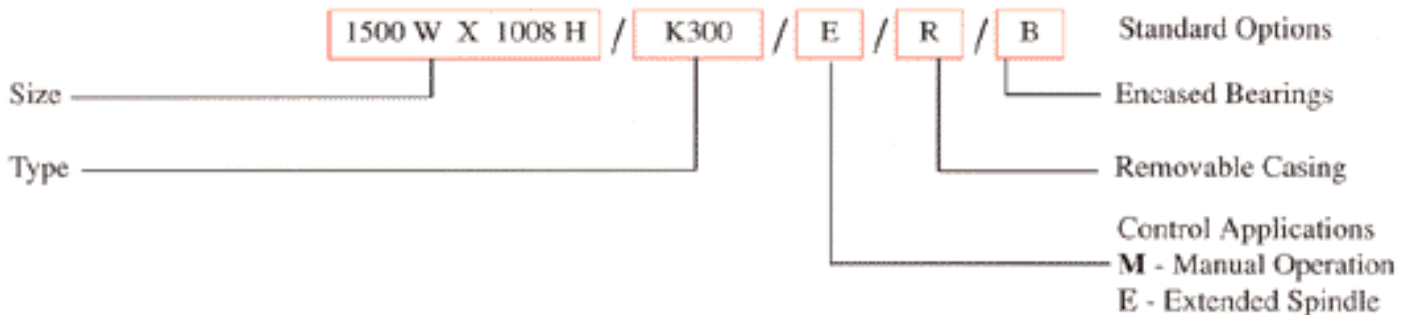 1500 W X 1008 H / K300 / E / R / B Standard Options
Size Encased Bearings
Type Removable Casing
Control Applications
M - Manual Operation
E - Extended Spindle